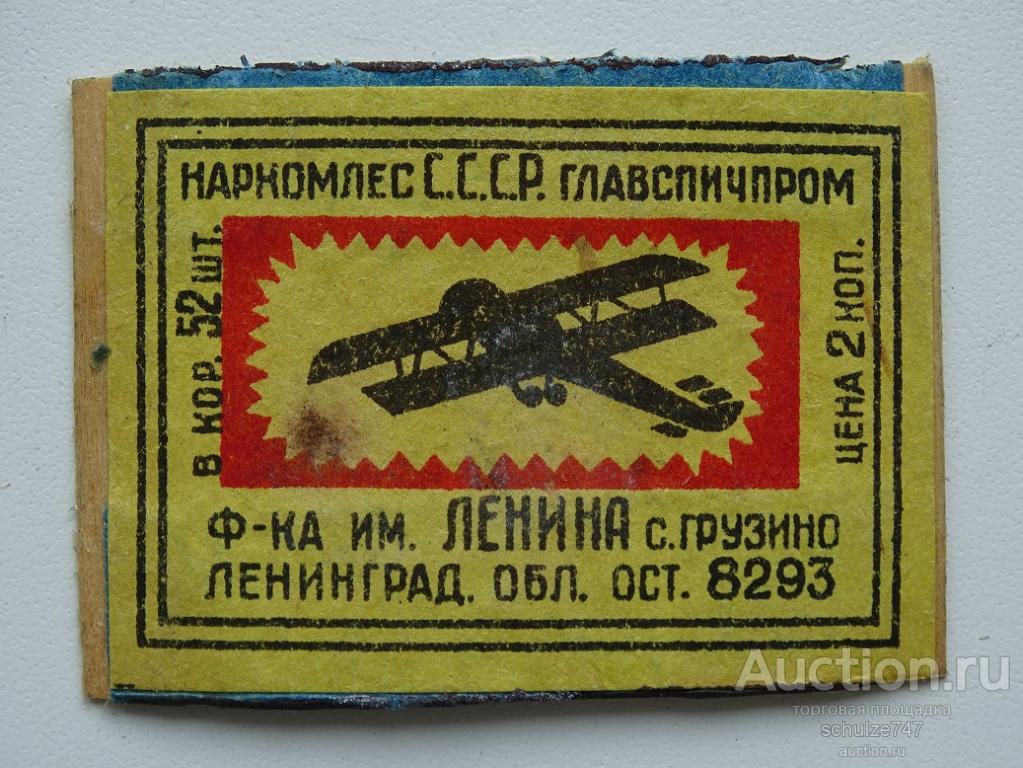 НАРКОМЛЕС С.С.С.Р. ГЛАВСПИЧПРОМ
В КОР. 52 ШТ.
ЦЕНА 2 КОП.
Ф-КА ИМ. ЛЕНИНА С. ГРУЗИНО
ЛЕНИНГРАД. ОБЛ. ОСТ. 8293
Auction.ru
торговая площадка
schulze747
auction.ru